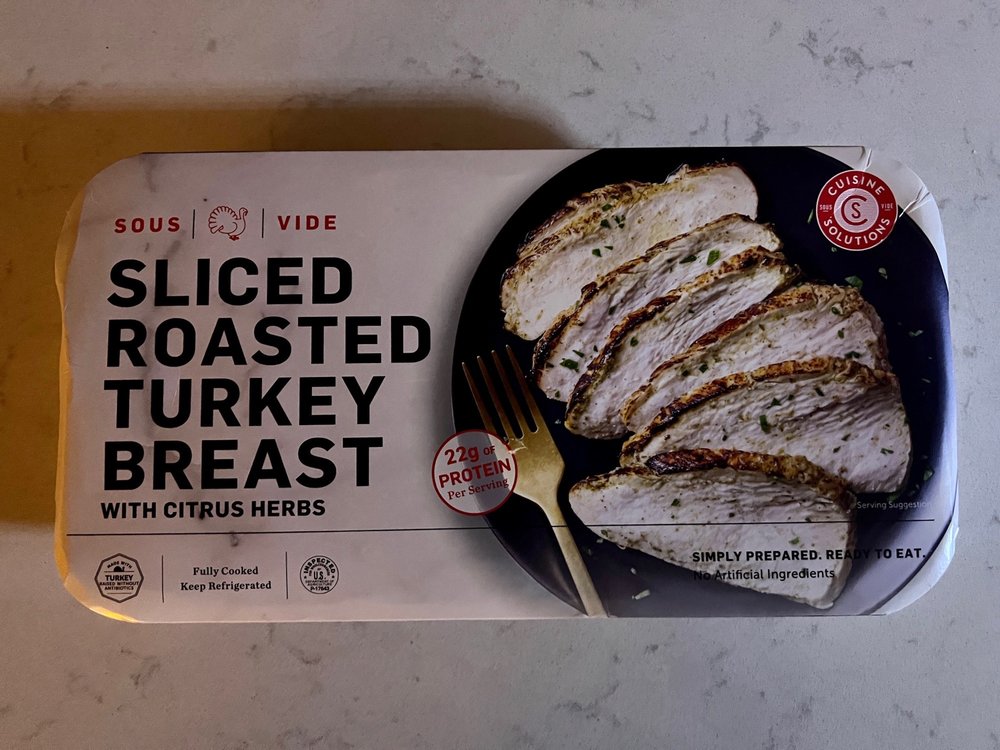 SOUS VIDE
SLICED
ROASTED
TURKEY
BREAST
WITH CITRUS HERBS
CUISINE
SOUS VIDE
CS
SOLUTIONS
22g OF
PROTEIN
Per Serving
Serving Suggestion
SIMPLY PREPARED. READY TO EAT.
No Artificial Ingredients
MADE WITH
TURKEY
RAISED WITHOUT
ANTIBIOTICS
Fully Cooked
Keep Refrigerated
INSPECTED
U.S.
P-17643